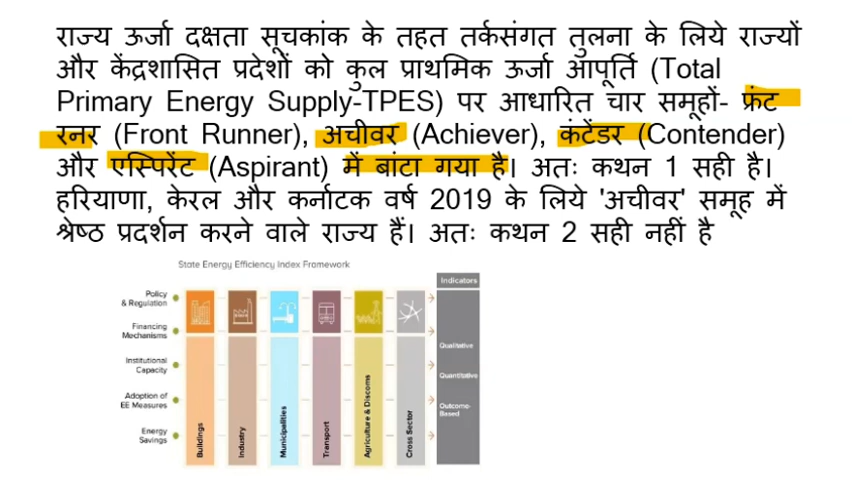 राज्य ऊर्जा दक्षता सूचकांक के तहत तर्कसंगत तुलना के लिये राज्यों
और केंद्रशासित प्रदेशों को कुल प्राथमिक ऊर्जा आपूर्ति (Total
Primary Energy Supply-TPES) पर आधारित चार समूहों- फ्रंट
रनर (Front Runner), अचीवर (Achiever), कंटेंडर (Contender)
और एस्पिरेंट (Aspirant) में बांटा गया है। अतः कथन 1 सही है।
हरियाणा, केरल और कर्नाटक वर्ष 2019 के लिये 'अचीवर' समूह में
श्रेष्ठ प्रदर्शन करने वाले राज्य हैं। अतः कथन 2 सही नहीं है
State Energy Efficiency Index Framework
Indicators
Policy
& Regulation
Financing
Mechanisms
Institutional
Capacity
Adoption of
EE Measures
Energy
Savings
Buildings
Industry
Municipalities
Transport
Agriculture & Discoms
Cross Sector
Qualitative
Quantitative
Outcome-
Based